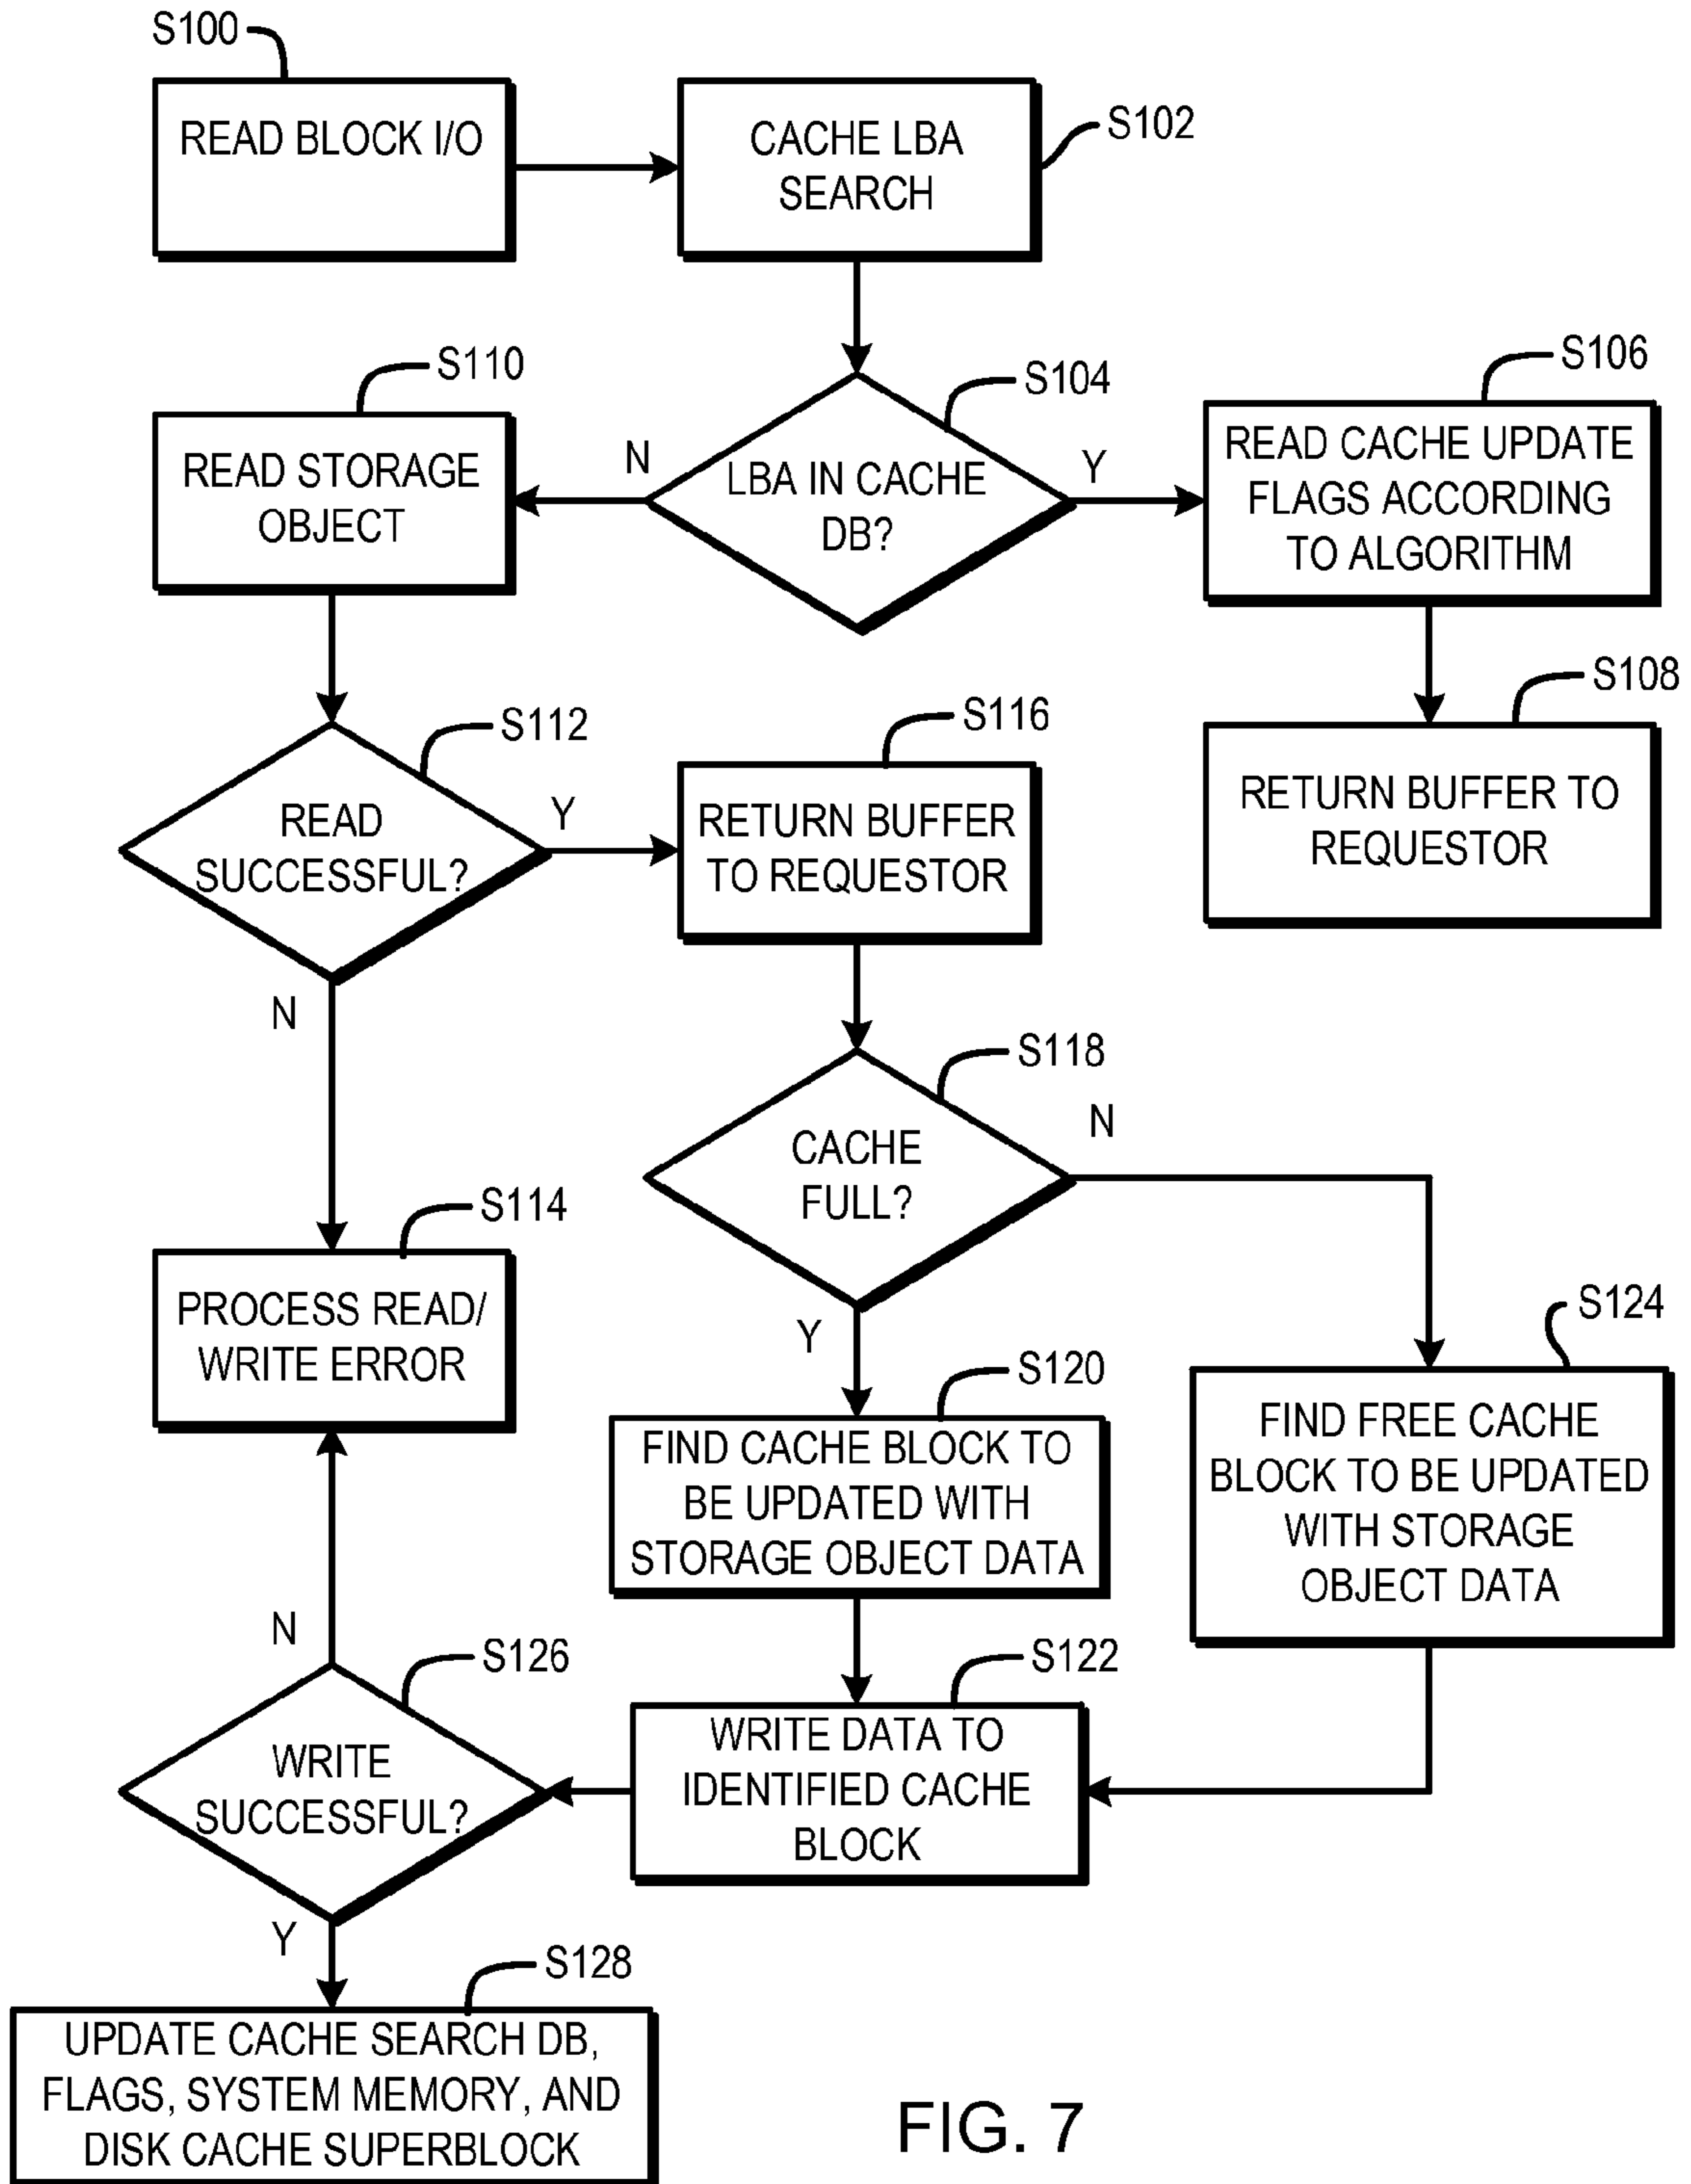 S100
READ BLOCK I/O
CACHE LBA
SEARCH
S102
S110
READ STORAGE
OBJECT
S104
N
LBA IN CACHE
DB?
Y
S106
READ CACHE UPDATE
FLAGS ACCORDING
TO ALGORITHM
S108
RETURN BUFFER TO
REQUESTOR
S112
READ
SUCCESSFUL?
Y
N
S116
RETURN BUFFER
TO REQUESTOR
S118
CACHE
FULL?
N
Y
S114
PROCESS READ/
WRITE ERROR
S120
FIND CACHE BLOCK TO
BE UPDATED WITH
STORAGE OBJECT DATA
S124
FIND FREE CACHE
BLOCK TO BE UPDATED
WITH STORAGE
OBJECT DATA
S122
WRITE DATA TO
IDENTIFIED CACHE
BLOCK
N
S126
WRITE
SUCCESSFUL?
Y
S128
UPDATE CACHE SEARCH DB,
FLAGS, SYSTEM MEMORY, AND
DISK CACHE SUPERBLOCK
FIG. 7